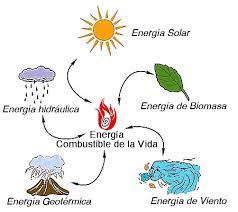 Energía Solar
Energía hidráulica
Energía de Biomasa
Energía
Combustible de la Vida
Energía Geotérmica
Energía de Viento